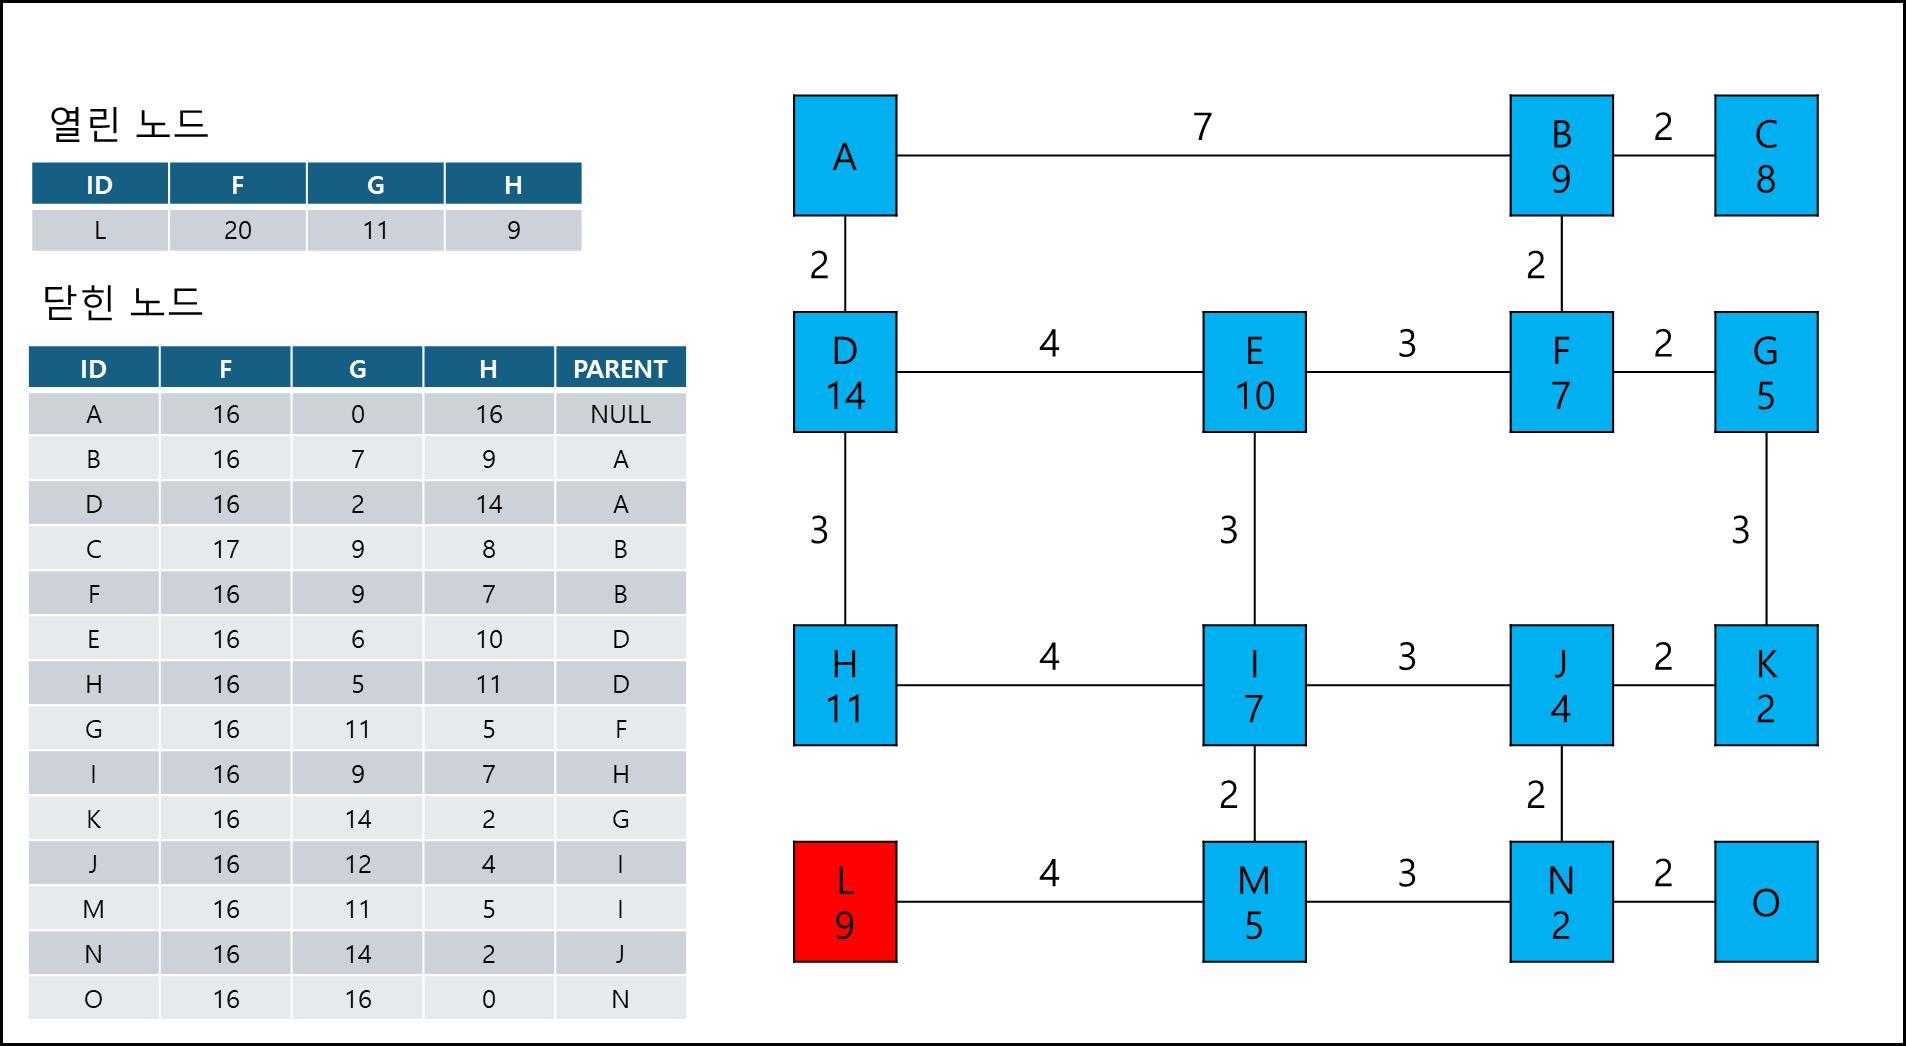 열린 노드
ID F G H
L 20 11 9
닫힌 노드
ID F G H PARENT
A 16 0 16 NULL
B 16 7 9 A
D 16 2 14 A
C 17 9 8 B
F 16 9 7 B
E 16 6 10 D
H 16 5 11 D
G 16 11 5 F
I 16 9 7 H
K 16 14 2 G
J 16 12 4 I
M 16 11 5 I
N 16 14 2 J
O 16 16 0 N
7 2
A
B
9
C
8
2 2
4 3 2
D
14
E
10
F
7
G
5
3 3 3
4 3 2
H
11
I
7
J
4
K
2
2 2
4 3 2
L
9
M
5
N
2
O